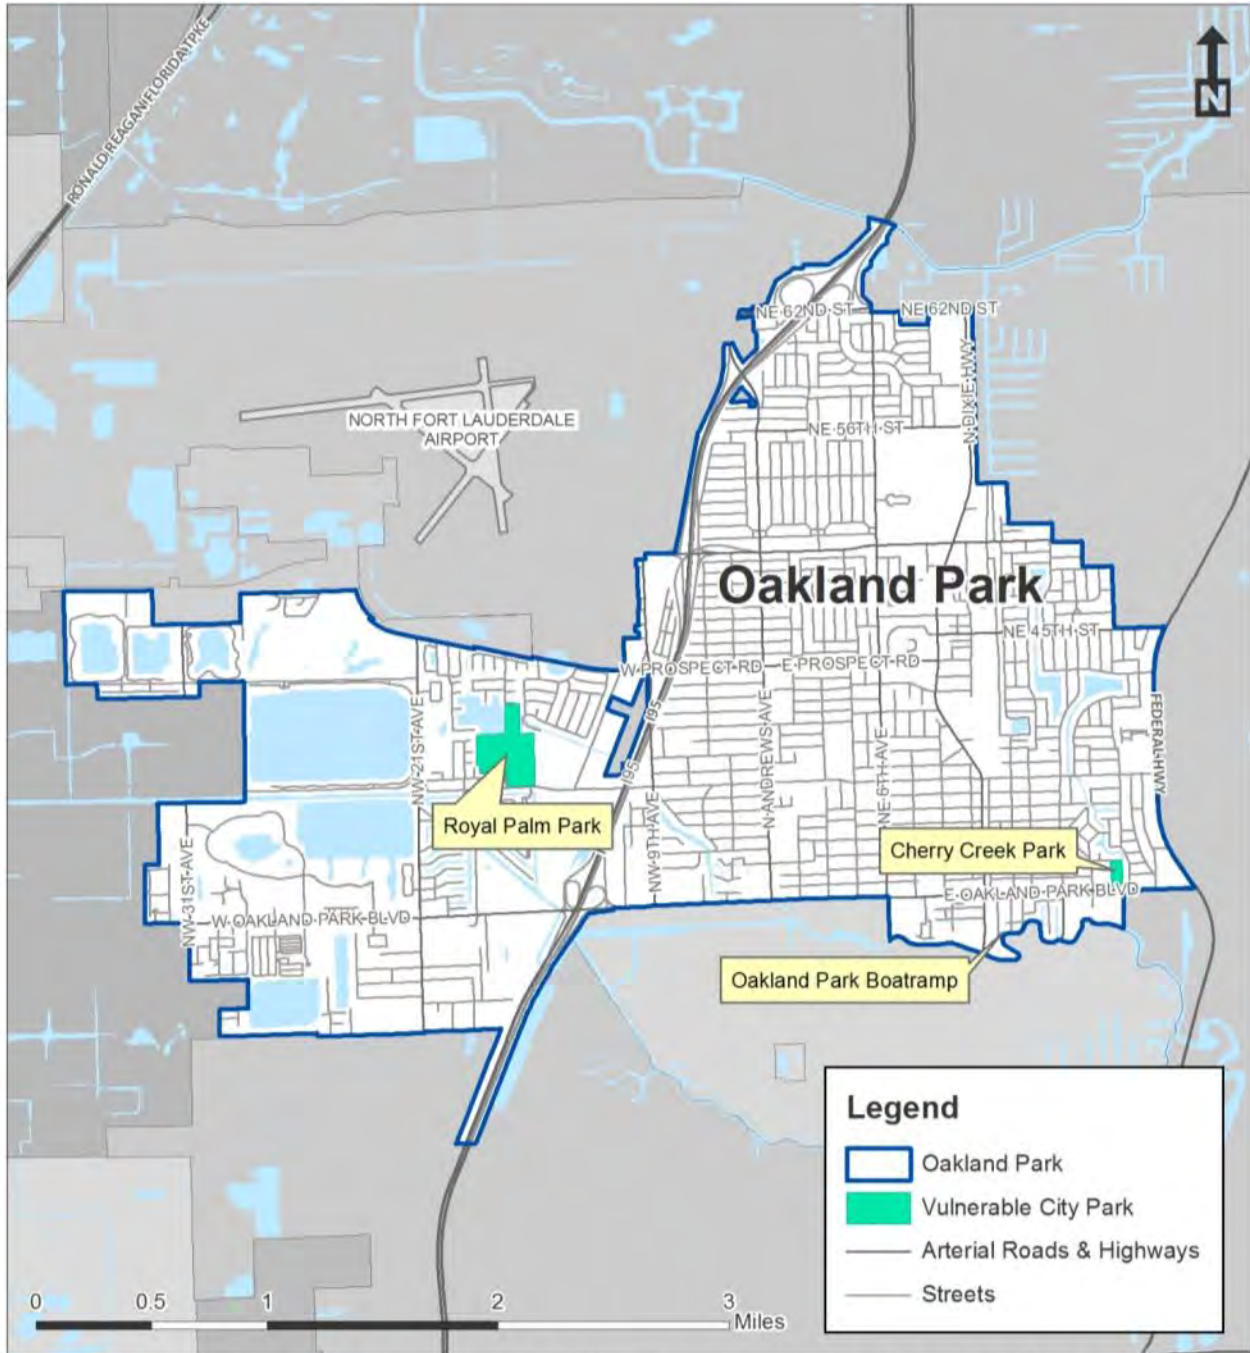 RONALD REAGAN/FLORIDA TPKE
N
NE 62ND ST
NE 62ND ST
N DIXIE HWY
NORTH FORT LAUDERDALE
AIRPORT
NE 56TH ST
Oakland Park
NE 45TH ST
W PROSPECT RD
E PROSPECT RD
FEDERAL HWY
I95
I95
NW 21ST AVE
N ANDREWS AVE
NE 6TH AVE
NW 9TH AVE
Royal Palm Park
Cherry Creek Park
NW 31ST AVE
W OAKLAND PARK BLVD
E OAKLAND PARK BLVD
Oakland Park Boatramp
Legend
Oakland Park
Vulnerable City Park
Arterial Roads & Highways
Streets
0 0.5 1 2 3
Miles